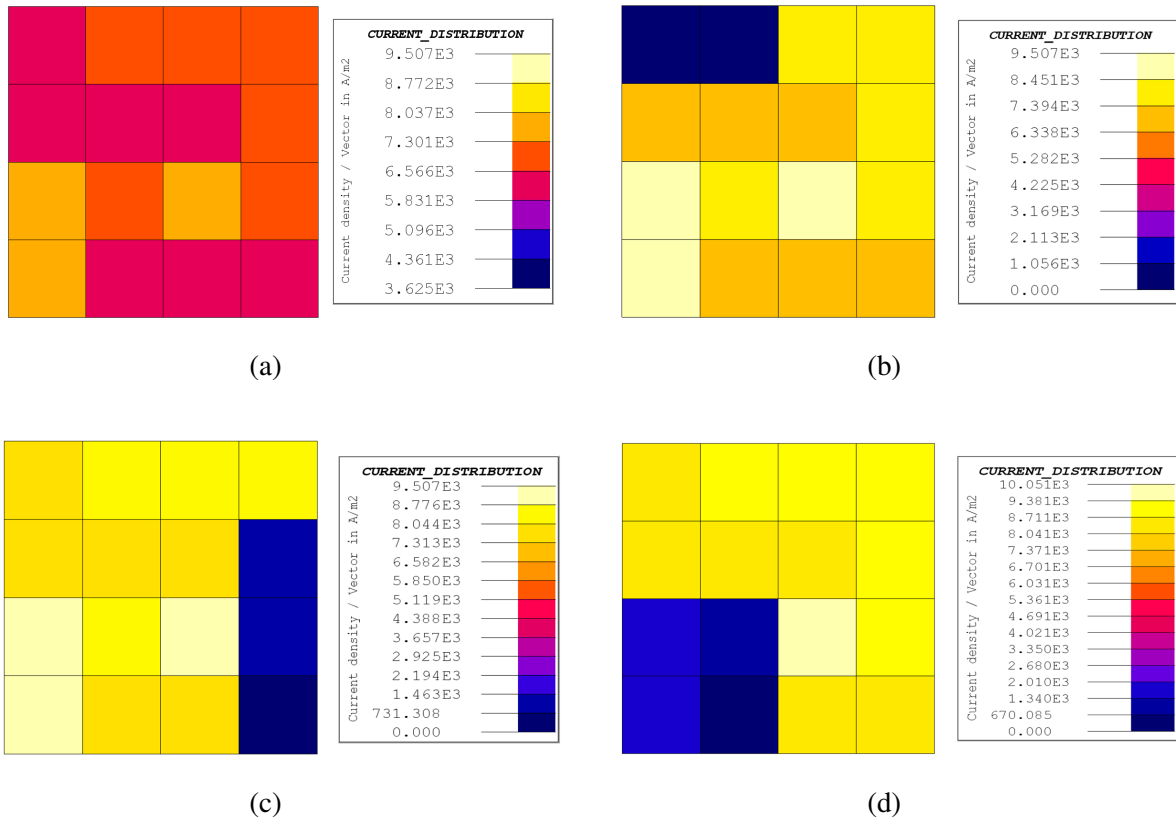 CURRENT_DISTRIBUTION
Current density / Vector in A/m2
9.507E3
8.772E3
8.037E3
7.301E3
6.566E3
5.831E3
5.096E3
4.361E3
3.625E3
(a)
CURRENT_DISTRIBUTION
Current density / Vector in A/m2
9.507E3
8.451E3
7.394E3
6.338E3
5.282E3
4.225E3
3.169E3
2.113E3
1.056E3
0.000
(b)
CURRENT_DISTRIBUTION
Current density / Vector in A/m2
9.507E3
8.776E3
8.044E3
7.313E3
6.582E3
5.850E3
5.119E3
4.388E3
3.657E3
2.925E3
2.194E3
1.463E3
731.308
0.000
(c)
CURRENT_DISTRIBUTION
Current density / Vector in A/m2
10.051E3
9.381E3
8.711E3
8.041E3
7.371E3
6.701E3
6.031E3
5.361E3
4.691E3
4.021E3
3.350E3
2.680E3
2.010E3
1.340E3
670.085
0.000
(d)